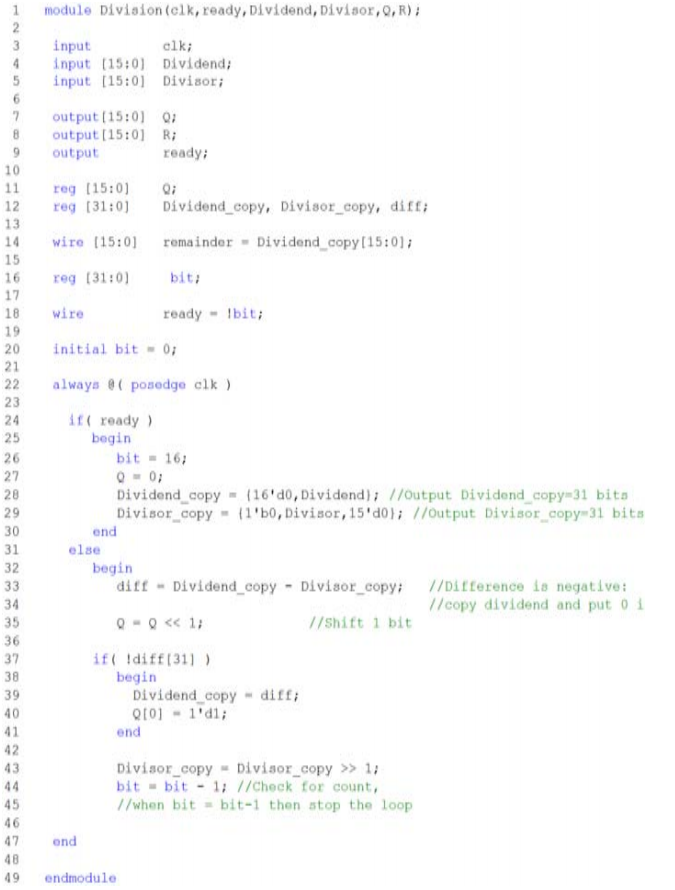 1 module Division(clk,ready,Dividend,Divisor,Q,R);
2
3 input clk;
4 input [15:0] Dividend;
5 input [15:0] Divisor;
6
7 output[15:0] Q;
8 output[15:0] R;
9 output ready;
10
11 reg [15:0] Q;
12 reg [31:0] Dividend_copy, Divisor_copy, diff;
13
14 wire [15:0] remainder = Dividend_copy[15:0];
15
16 reg [31:0] bit;
17
18 wire ready = !bit;
19
20 initial bit = 0;
21
22 always @( posedge clk )
23
24 if( ready )
25 begin
26 bit = 16;
27 Q = 0;
28 Dividend_copy = {16'd0,Dividend}; //Output Dividend_copy=31 bits
29 Divisor_copy = {1'b0,Divisor,15'd0}; //Output Divisor_copy=31 bits
30 end
31 else
32 begin
33 diff = Dividend_copy - Divisor_copy; //Difference is negative:
34 //copy dividend and put 0 i
35 Q = Q << 1; //Shift 1 bit
36
37 if( !diff[31] )
38 begin
39 Dividend_copy = diff;
40 Q[0] = 1'd1;
41 end
42
43 Divisor_copy = Divisor_copy >> 1;
44 bit = bit - 1; //Check for count,
45 //when bit = bit-1 then stop the loop
46
47 end
48
49 endmodule